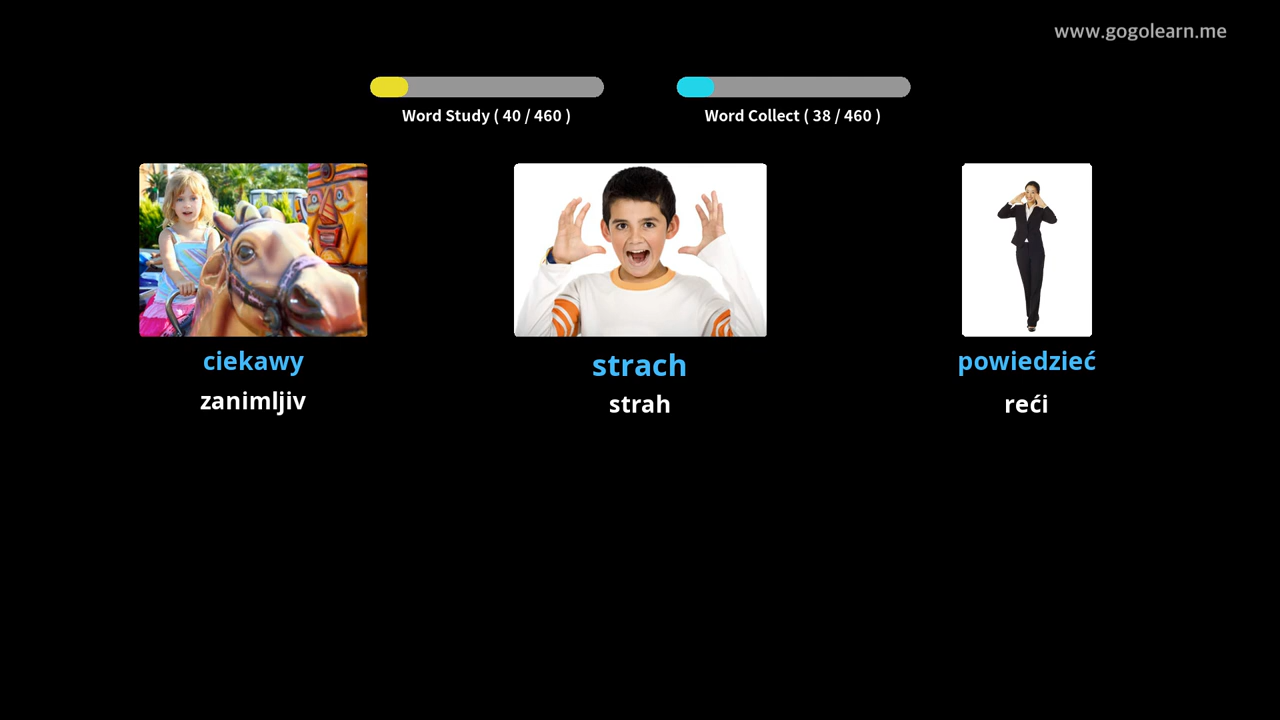 www.gogolearn.me
Word Study ( 40 / 460 )
Word Collect ( 38 / 460 )
ciekawy
zanimljiv
strach
strah
powiedzieć
reći